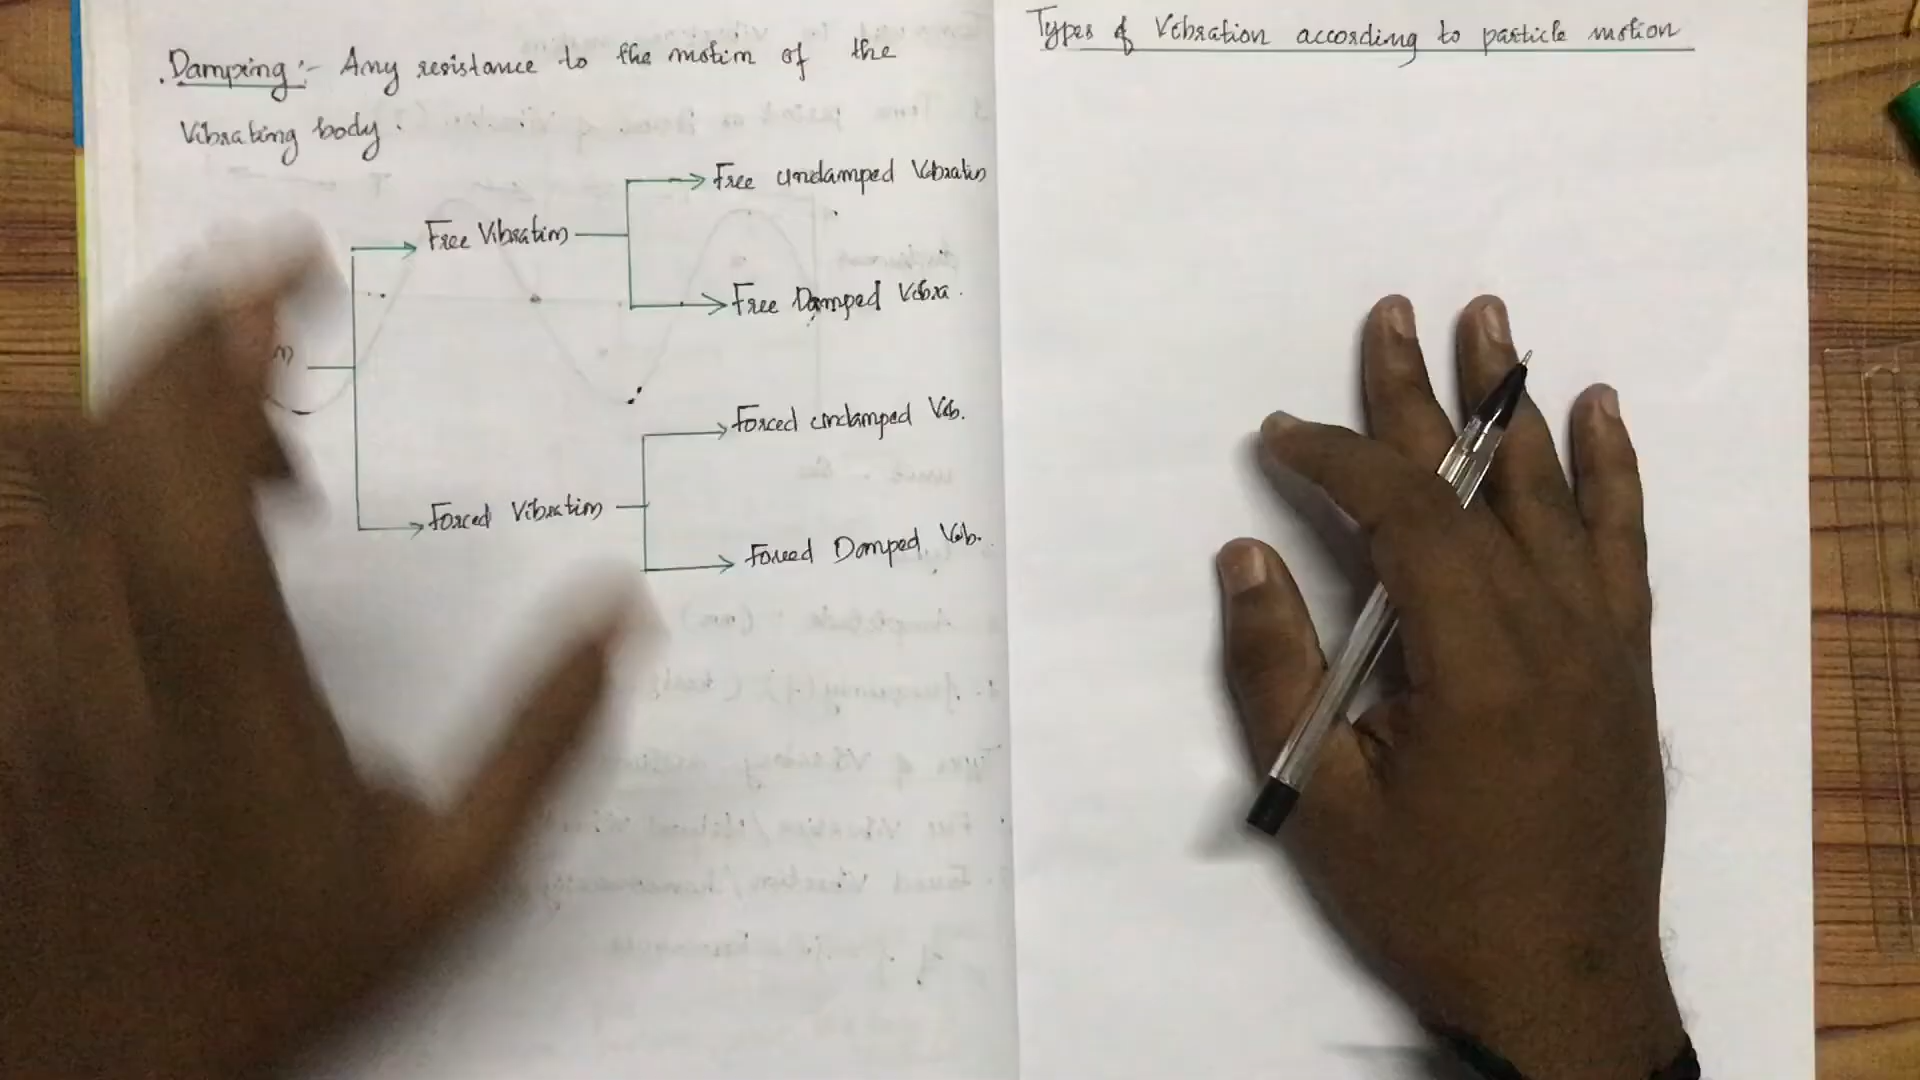 Damping :- Any resistance to the motion of the
Vibrating body.
Free Vibration
Free undamped Vibration
Free Damped Vibra.
Forced Vibration
Forced undamped Vib.
Forced Damped Vib.
Types of Vibration according to particle motion